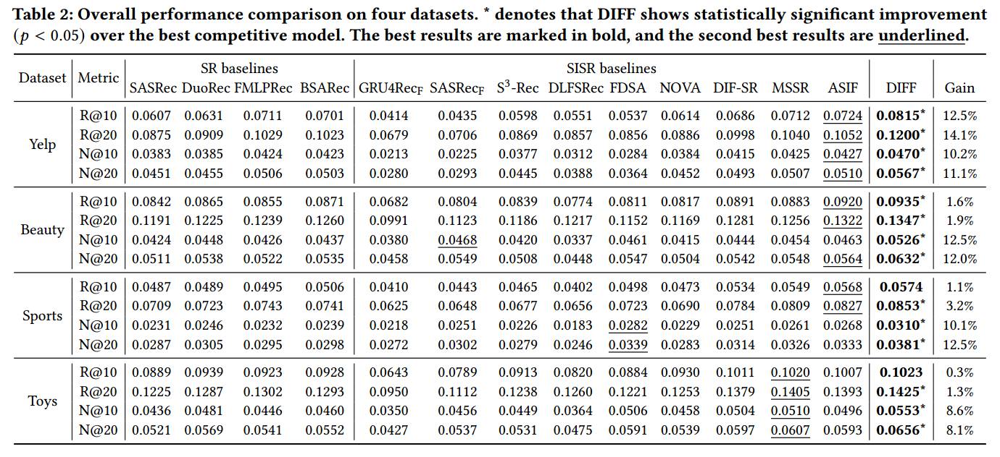 Table 2: Overall performance comparison on four datasets. * denotes that DIFF shows statistically significant improvement
(p < 0.05) over the best competitive model. The best results are marked in bold, and the second best results are underlined.
Dataset Metric SR baselines SISR baselines DIFF Gain
SASRec DuoRec FMLPRec BSARec GRU4RecF SASRecF S³-Rec DLFSRec FDSA NOVA DIF-SR MSSR ASIF
Yelp
R@10 0.0607 0.0631 0.0711 0.0701 0.0414 0.0435 0.0598 0.0551 0.0537 0.0614 0.0686 0.0712 0.0724 0.0815* 12.5%
R@20 0.0875 0.0909 0.1029 0.1023 0.0679 0.0706 0.0869 0.0857 0.0856 0.0886 0.0998 0.1040 0.1052 0.1200* 14.1%
N@10 0.0383 0.0385 0.0424 0.0423 0.0213 0.0225 0.0377 0.0312 0.0284 0.0384 0.0415 0.0425 0.0427 0.0470* 10.2%
N@20 0.0451 0.0455 0.0506 0.0503 0.0280 0.0293 0.0445 0.0388 0.0364 0.0452 0.0493 0.0507 0.0510 0.0567* 11.1%
Beauty
R@10 0.0842 0.0865 0.0855 0.0871 0.0682 0.0804 0.0839 0.0774 0.0811 0.0817 0.0891 0.0883 0.0920 0.0935* 1.6%
R@20 0.1191 0.1225 0.1239 0.1260 0.0991 0.1123 0.1186 0.1217 0.1152 0.1169 0.1281 0.1256 0.1322 0.1347* 1.9%
N@10 0.0424 0.0448 0.0426 0.0437 0.0380 0.0468 0.0420 0.0337 0.0461 0.0415 0.0444 0.0454 0.0463 0.0526* 12.5%
N@20 0.0511 0.0538 0.0522 0.0535 0.0458 0.0549 0.0508 0.0448 0.0547 0.0504 0.0542 0.0548 0.0564 0.0632* 12.0%
Sports
R@10 0.0487 0.0489 0.0495 0.0506 0.0410 0.0443 0.0465 0.0402 0.0498 0.0473 0.0534 0.0549 0.0568 0.0574 1.1%
R@20 0.0709 0.0723 0.0743 0.0741 0.0625 0.0648 0.0677 0.0656 0.0723 0.0690 0.0784 0.0809 0.0827 0.0853* 3.2%
N@10 0.0231 0.0246 0.0232 0.0239 0.0218 0.0251 0.0226 0.0183 0.0282 0.0229 0.0251 0.0261 0.0268 0.0310* 10.1%
N@20 0.0287 0.0305 0.0295 0.0298 0.0272 0.0302 0.0279 0.0246 0.0339 0.0283 0.0314 0.0326 0.0333 0.0381* 12.5%
Toys
R@10 0.0889 0.0939 0.0923 0.0928 0.0643 0.0789 0.0913 0.0820 0.0884 0.0930 0.1011 0.1020 0.1007 0.1023 0.3%
R@20 0.1225 0.1287 0.1302 0.1293 0.0950 0.1112 0.1238 0.1260 0.1221 0.1253 0.1379 0.1405 0.1393 0.1425* 1.3%
N@10 0.0436 0.0481 0.0446 0.0460 0.0350 0.0456 0.0449 0.0364 0.0506 0.0458 0.0504 0.0510 0.0496 0.0553* 8.6%
N@20 0.0521 0.0569 0.0541 0.0552 0.0427 0.0537 0.0531 0.0475 0.0591 0.0539 0.0597 0.0607 0.0593 0.0656* 8.1%